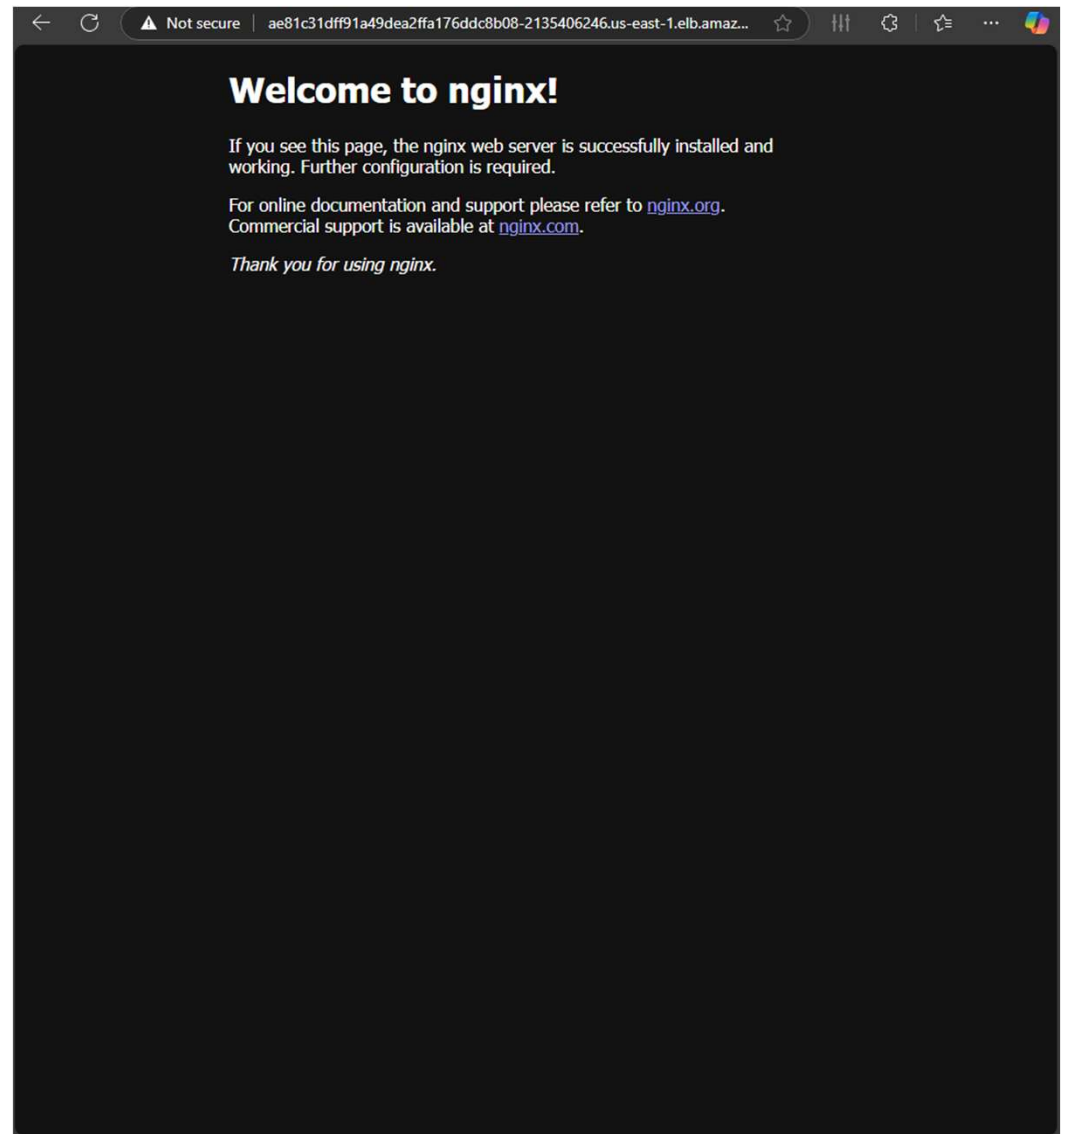 Not secure ae81c31dff91a49dea2ffa176ddc8b08-2135406246.us-east-1.elb.amaz...
Welcome to nginx!
If you see this page, the nginx web server is successfully installed and
working. Further configuration is required.
For online documentation and support please refer to nginx.org.
Commercial support is available at nginx.com.
Thank you for using nginx.